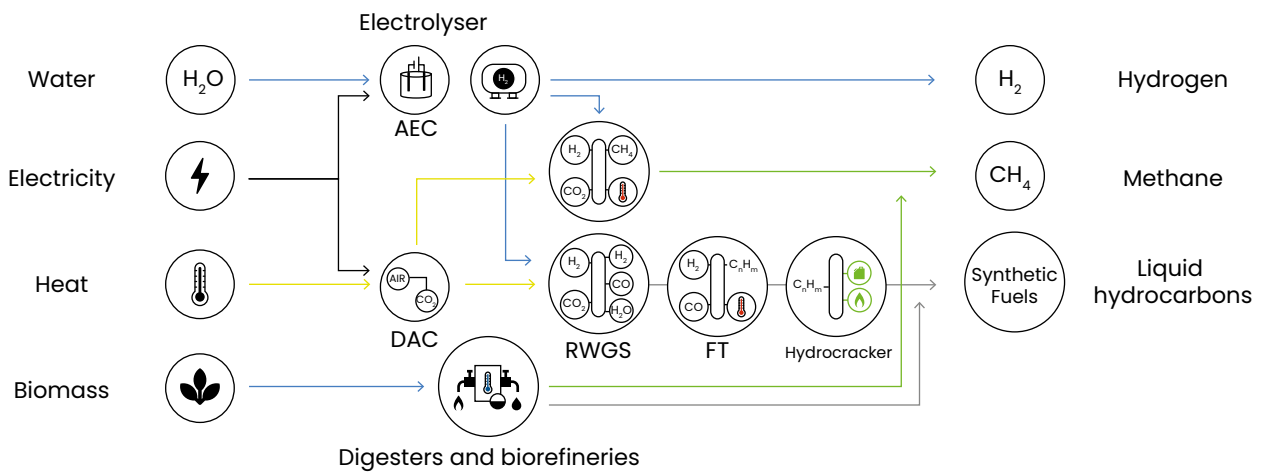 Electrolyser
Water
H2O
H2
H2
Hydrogen
AEC
Electricity
H2
CH4
CO2
CH4
Methane
Heat
AIR
CO2
DAC
H2
H2
CO
CO2
H2O
RWGS
H2
CnHm
CO
FT
CnHm
Hydrocracker
Synthetic
Fuels
Liquid
hydrocarbons
Biomass
Digesters and biorefineries